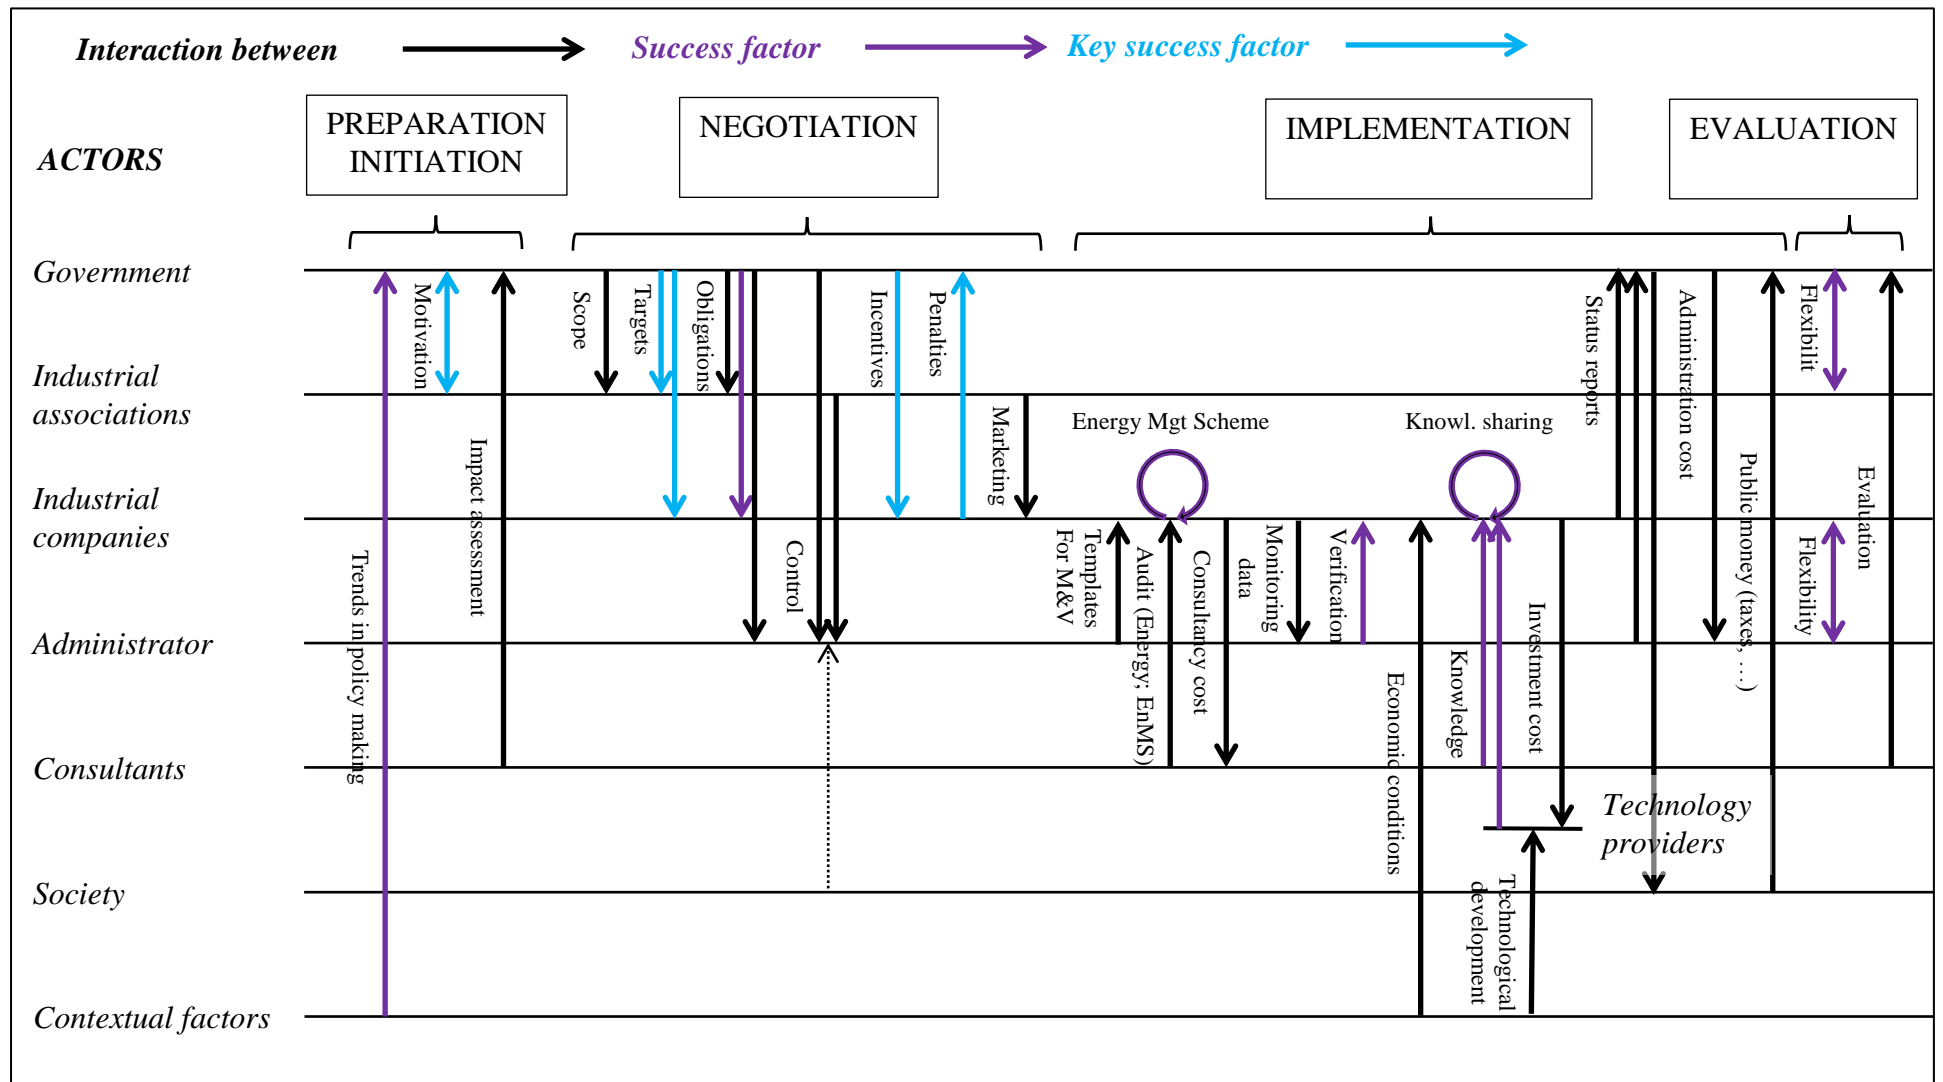 Interaction between
Success factor
Key success factor
ACTORS
PREPARATION
INITIATION
NEGOTIATION
IMPLEMENTATION
EVALUATION
Government
Industrial
associations
Industrial
companies
Administrator
Consultants
Society
Contextual factors
Trends in policy making
Motivation
Impact assessment
Scope
Targets
Obligations
Control
Incentives
Penalties
Marketing
Energy Mgt Scheme
Templates
For M&V
Audit (Energy; EnMS)
Consultancy cost
Monitoring
data
Verification
Economic conditions
Knowl. sharing
Knowledge
Technological
development
Investment cost
Technology
providers
Status reports
Administration cost
Public money (taxes, …)
Flexibilit
Flexibility
Evaluation